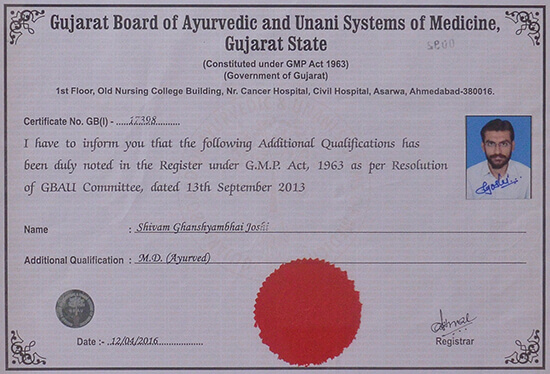 Gujarat Board of Ayurvedic and Unani Systems of Medicine,
Gujarat State
(Constituted under GMP Act 1963)
(Government of Gujarat)
1st Floor, Old Nursing College Building, Nr. Cancer Hospital, Civil Hospital, Asarwa, Ahmedabad-380016.
Certificate No. GB(I) - ....17398..........
I have to inform you that the following Additional Qualifications has
been duly noted in the Register under G.M.P. Act, 1963 as per Resolution
of GBAU Committee, dated 13th September 2013
Name : Shivam Ghanshyambhai Joshi
Additional Qualification : M.D. (Ayurved)
Date :- 12/04/2016
Registrar